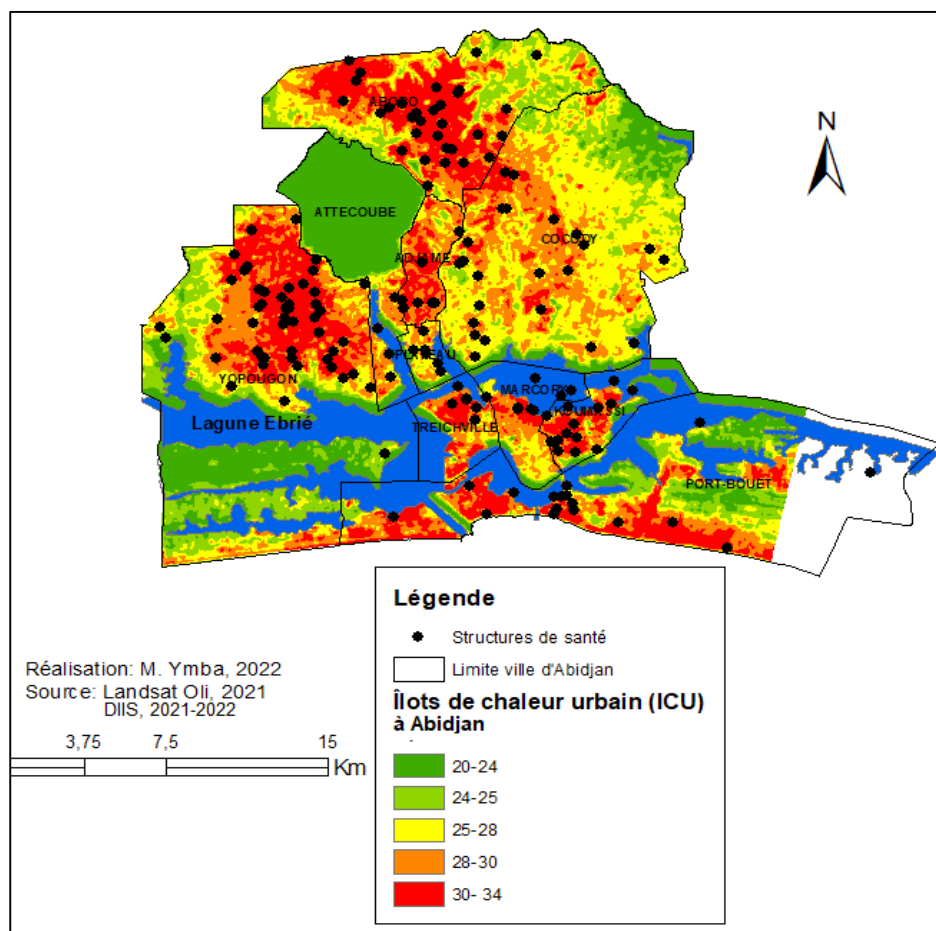 N
ABOBO
ATTECOUBE
COCODY
ADJAME
PLATEAU
YOPOUGON
MARCORY
KOUMASSI
Lagune Ebrié
TREICHVILLE
PORT-BOUET
Légende
Structures de santé
Limite ville d'Abidjan
Îlots de chaleur urbain (ICU)
à Abidjan
20-24
24-25
25-28
28-30
30- 34
Réalisation: M. Ymba, 2022
Source: Landsat Oli, 2021
DIIS, 2021-2022
3,75 7,5 15
Km